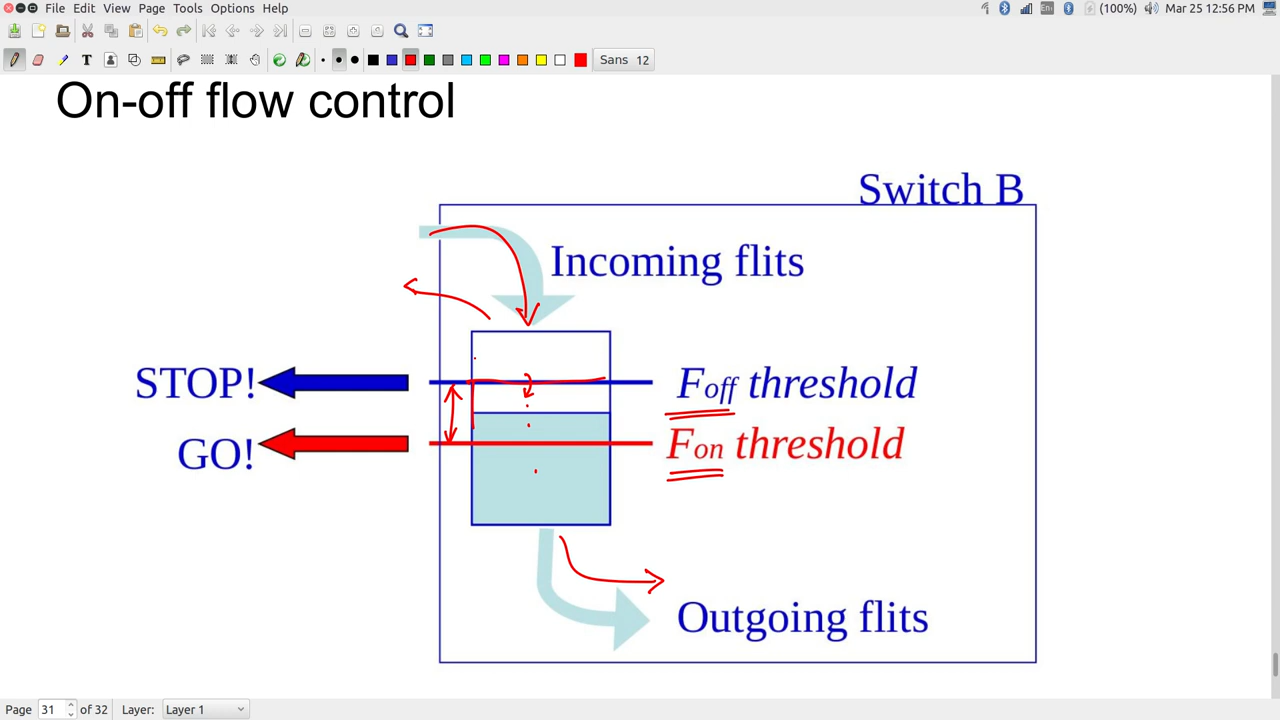 File Edit View Page Tools Options Help
En
(100%) Mar 25 12:56 PM
T
Sans 12
On-off flow control
Switch B
Incoming flits
STOP!
Foff threshold
GO!
Fon threshold
Outgoing flits
Page 31 of 32 Layer: Layer 1